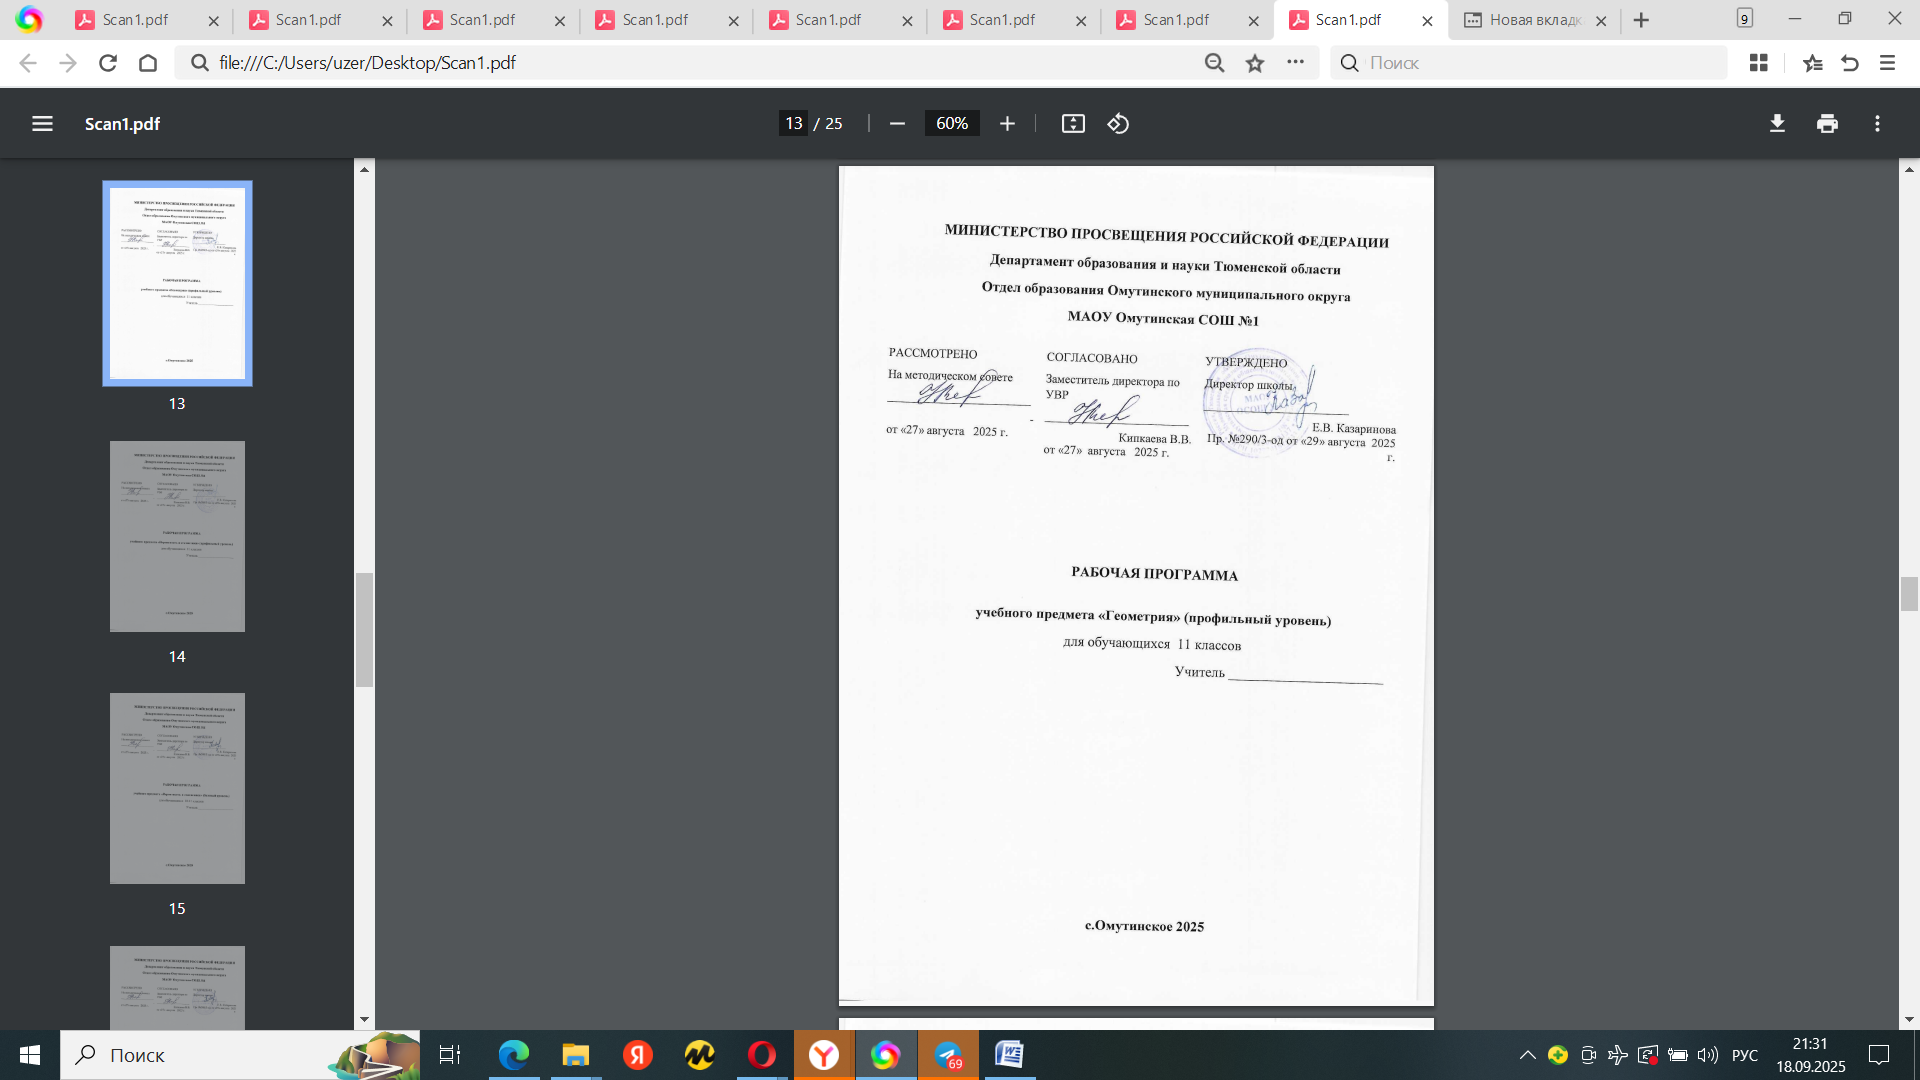 Scan1.pdf
Scan1.pdf
Scan1.pdf
Scan1.pdf
Scan1.pdf
Scan1.pdf
Scan1.pdf
Scan1.pdf
Новая вкладк
9
file:///C:/Users/uzer/Desktop/Scan1.pdf
Поиск
Scan1.pdf
13 / 25
60%
13
14
15
МИНИСТЕРСТВО ПРОСВЕЩЕНИЯ РОССИЙСКОЙ ФЕДЕРАЦИИ
Департамент образования и науки Тюменской области
Отдел образования Омутинского муниципального округа
МАОУ Омутинская СОШ №1
РАССМОТРЕНО
На методическом совете
от «27» августа 2025 г.
СОГЛАСОВАНО
Заместитель директора по
УВР
Кипкаева В.В.
от «27» августа 2025 г.
УТВЕРЖДЕНО
Директор школы
Е.В. Казаринова
Пр. №290/3-од от «29» августа 2025
г.
РАБОЧАЯ ПРОГРАММА
учебного предмета «Геометрия» (профильный уровень)
для обучающихся 11 классов
Учитель
с.Омутинское 2025
Поиск
69
РУС
21:31
18.09.2025